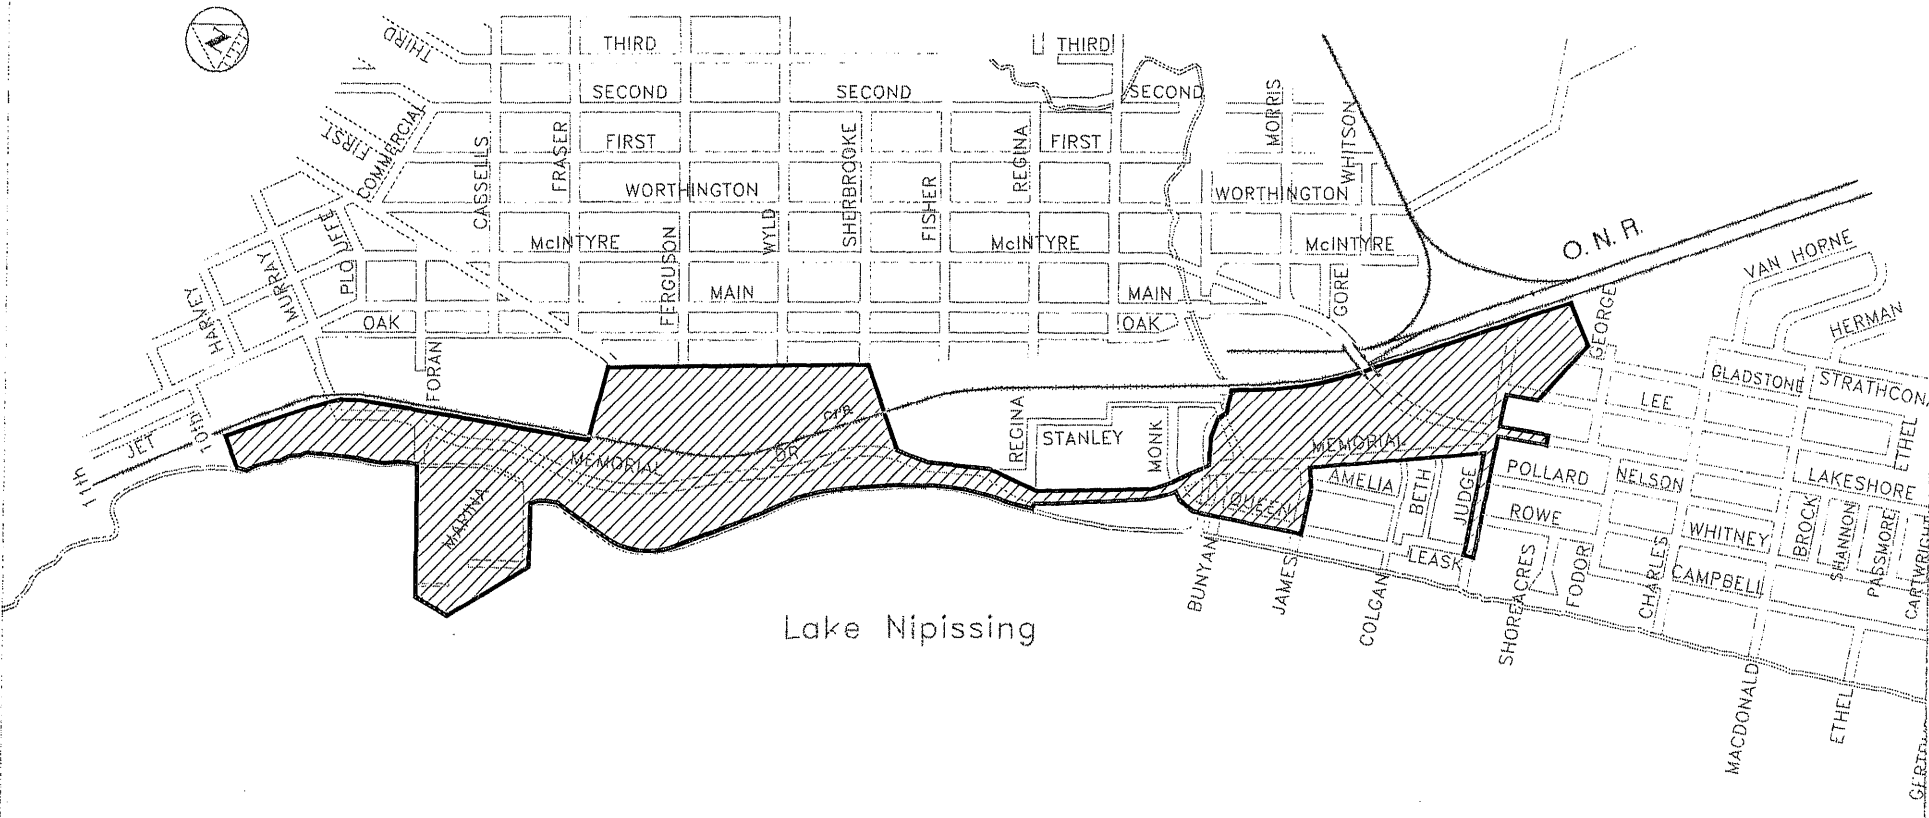 N
THIRD
THIRD
THIRD
SECOND
SECOND
SECOND
FIRST
FIRST
FIRST
COMMERCIAL
CASSELLS
FRASER
SHERBROOKE
REGINA
MORRIS
WHITSON
WORTHINGTON
WORTHINGTON
FISHER
WYLD
FERGUSON
McINTYRE
McINTYRE
McINTYRE
O.N.R.
VAN HORNE
HERMAN
HARVEY
MURRAY
MAIN
MAIN
GORE
OAK
OAK
FORAN
GEORGE
GLADSTONE
STRATHCON
LEE
JET
10th
11th
C.P.R.
MEMORIAL
DR
REGINA
STANLEY
MONK
MEMORIAL
MARINA
QUEEN
AMELIA
BETH
JUDGE
POLLARD
NELSON
LAKESHORE
ETHEL
ROWE
WHITNEY
BROCK
SHANNON
PASSMORE
CARTWRIGHT
LEASK
CAMPBELL
BUNYAN
JAMES
COLGAN
SHOREACRES
FODOR
CHARLES
MACDONALD
ETHEL
Lake Nipissing